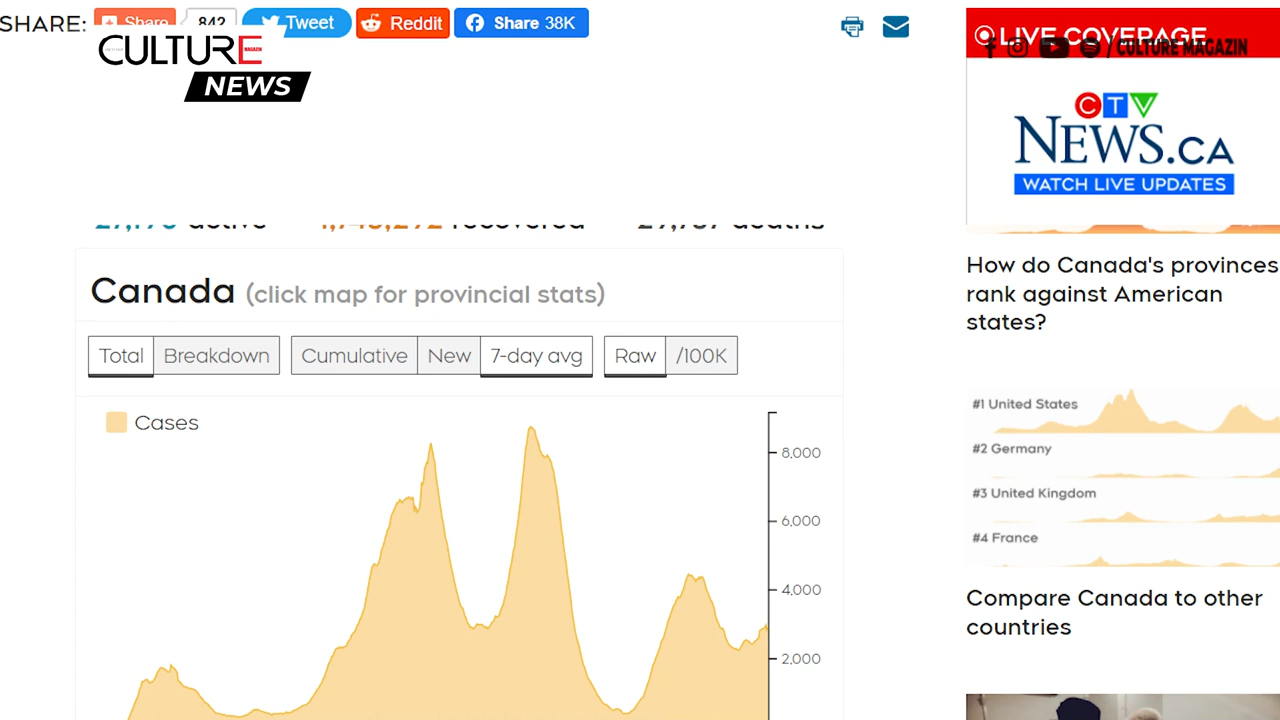 SHARE:
Share
842
Tweet
Reddit
Share 38K
CULTURE
MAGAZIN
NEWS
LIVE COVERAGE
/ CULTURE MAGAZIN
CTV
NEWS.CA
WATCH LIVE UPDATES
active
recovered
deaths
Canada (click map for provincial stats)
Total Breakdown Cumulative New 7-day avg Raw /100K
Cases
8,000
6,000
4,000
2,000
How do Canada's provinces
rank against American
states?
#1 United States
#2 Germany
#3 United Kingdom
#4 France
Compare Canada to other
countries